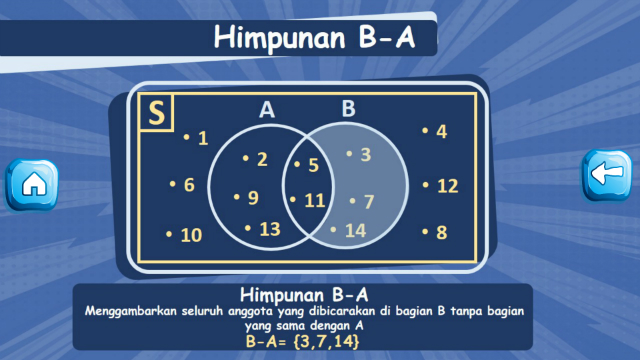 Himpunan B-A
S
A B
• 1
• 4
• 2
• 5
• 3
• 6
• 12
• 9
• 11
• 7
• 10
• 13
• 14
• 8
Himpunan B-A
Menggambarkan seluruh anggota yang dibicarakan di bagian B tanpa bagian
yang sama dengan A
B-A= {3,7,14}